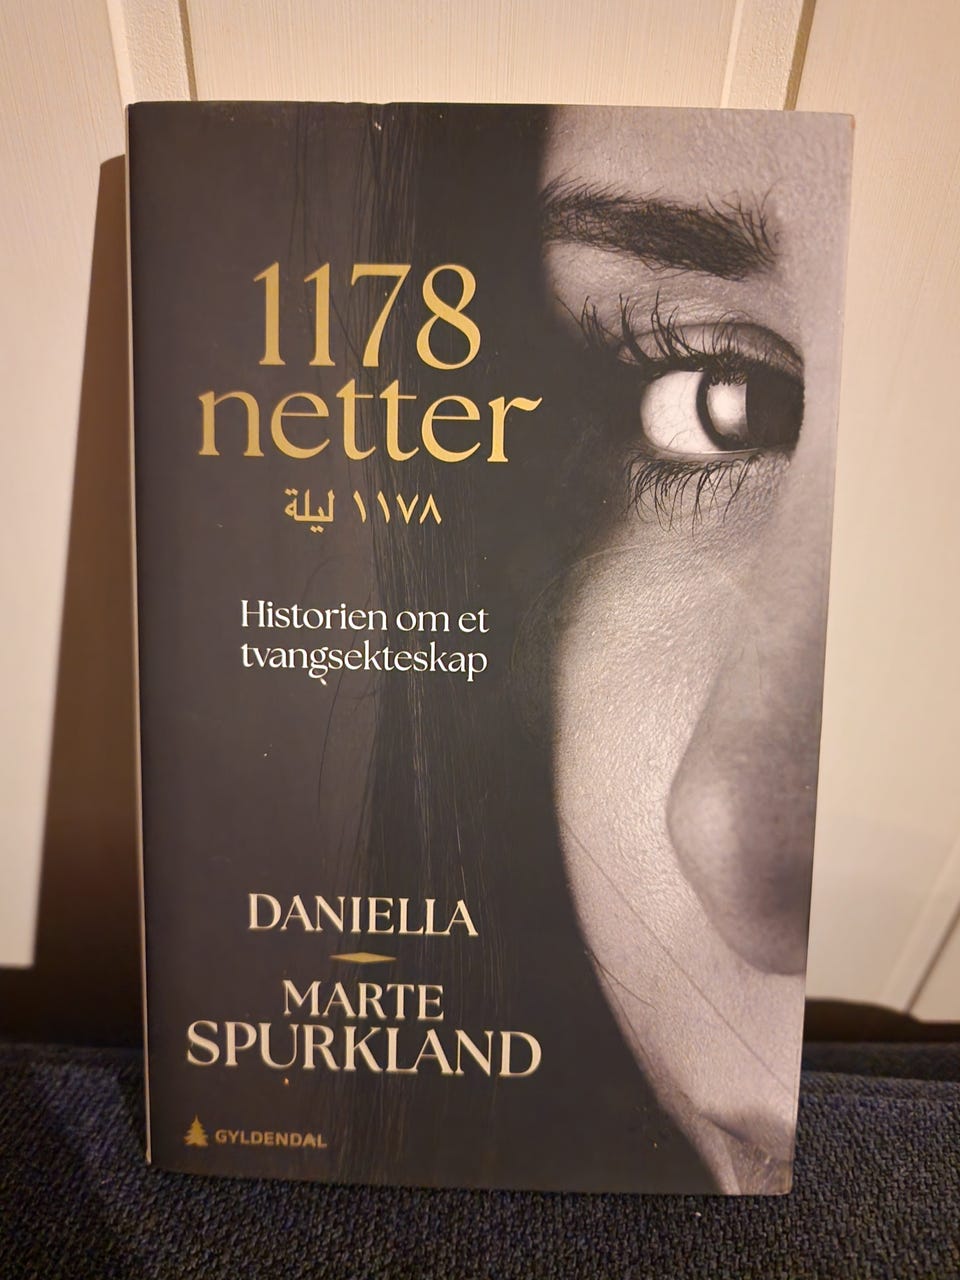 1178
netter
١١٧٨ ليلة
Historien om et
tvangsekteskap
DANIELLA
MARTE
SPURKLAND
GYLDENDAL